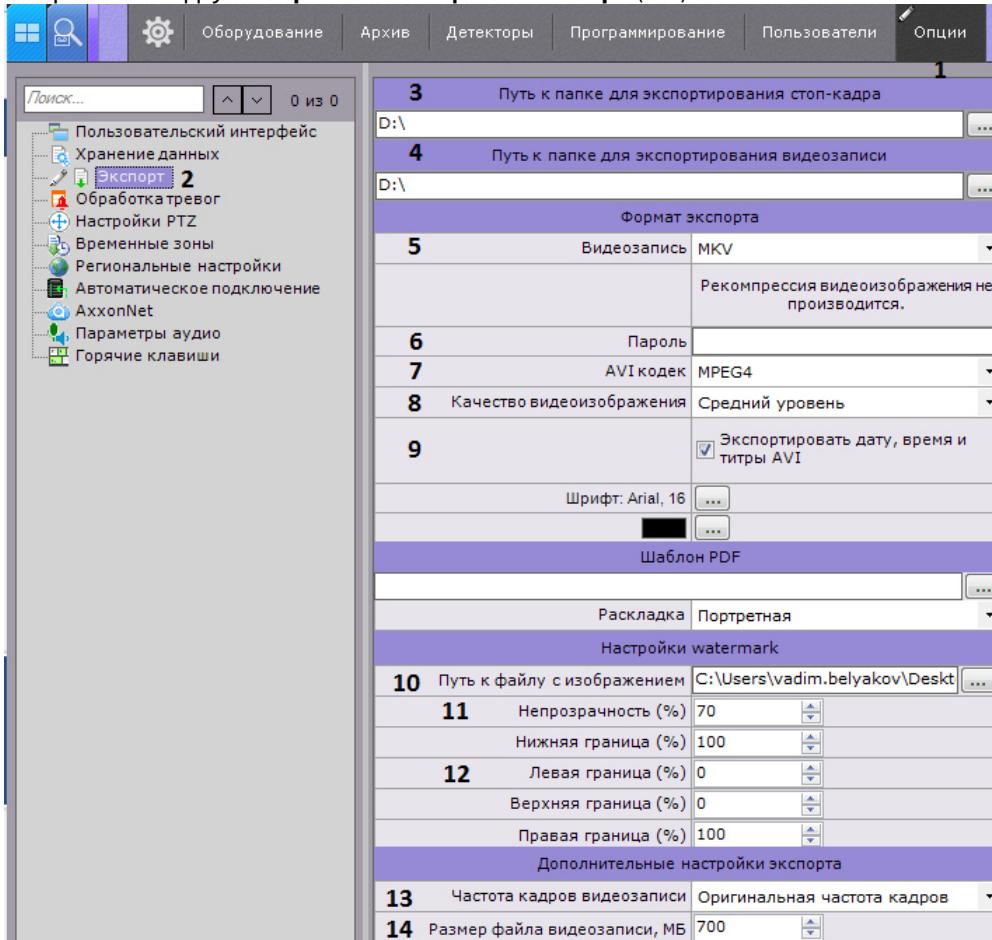 Оборудование Архив Детекторы Программирование Пользователи Опции
1
Поиск... 0 из 0
Пользовательский интерфейс
Хранение данных
Экспорт 2
Обработка тревог
Настройки PTZ
Временные зоны
Региональные настройки
Автоматическое подключение
AxxonNet
Параметры аудио
Горячие клавиши
3 Путь к папке для экспортирования стоп-кадра
D:\ ...
4 Путь к папке для экспортирования видеозаписи
D:\ ...
Формат экспорта
5 Видеозапись MKV
Рекомпрессия видеоизображения не
производится.
6 Пароль
7 AVI кодек MPEG4
8 Качество видеоизображения Средний уровень
9 Экспортировать дату, время и
титры AVI
Шрифт: Arial, 16 ...
...
Шаблон PDF
...
Раскладка Портретная
Настройки watermark
10 Путь к файлу с изображением C:\Users\vadim.belyakov\Deskt ...
11 Непрозрачность (%) 70
Нижняя граница (%) 100
12 Левая граница (%) 0
Верхняя граница (%) 0
Правая граница (%) 100
Дополнительные настройки экспорта
13 Частота кадров видеозаписи Оригинальная частота кадров
14 Размер файла видеозаписи, МБ 700